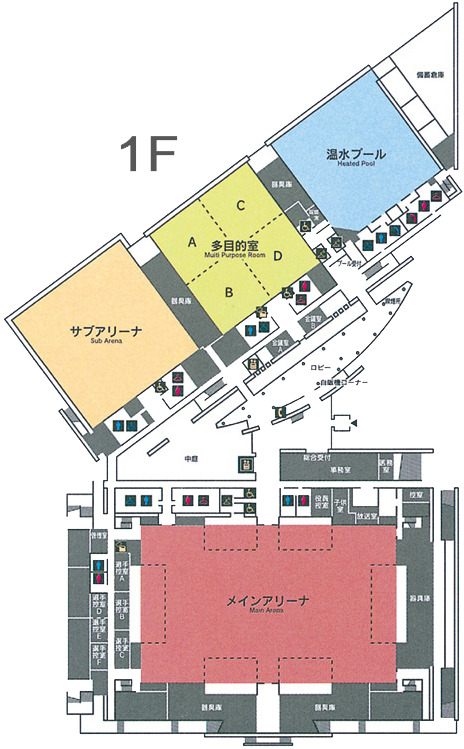 1F
備蓄倉庫
温水プール
Heated Pool
器具庫
C
A
多目的室
Multi Purpose Room
D
B
プール受付
喫煙所
器具庫
サブアリーナ
Sub Arena
会議室
B
会議室
A
ロビー
自販機コーナー
中庭
総合受付
事務室
医務室
役員控室
子供室
放送室
控室
管理室
選手控室A
選手控室B
選手控室C
選手控室D
選手控室E
選手控室F
メインアリーナ
Main Arena
器具庫
器具庫
器具庫